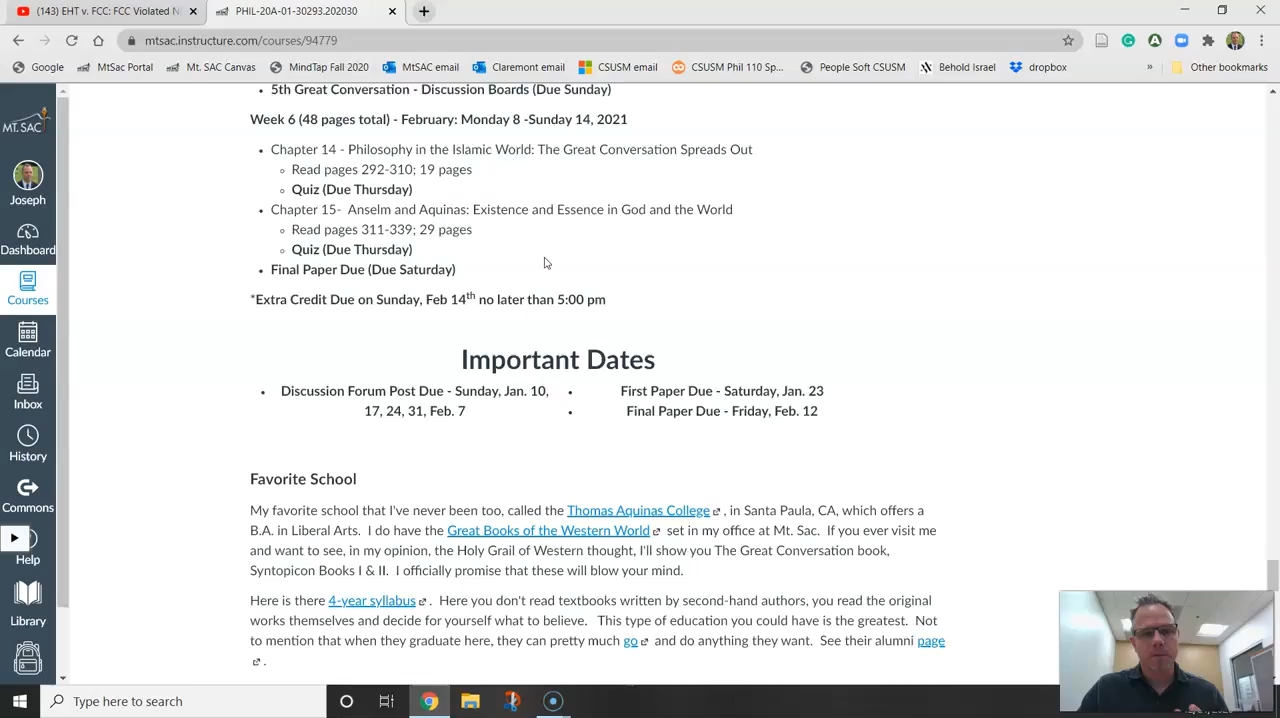 (143) EHT v. FCC: FCC Violated N
PHIL-20A-01-30293.202030
mtsac.instructure.com/courses/94779
Google
MtSac Portal
Mt. SAC Canvas
MindTap Fall 2020
MtSAC email
Claremont email
CSUSM email
CSUSM Phil 110 Sp...
People Soft CSUSM
Behold Israel
dropbox
»
Other bookmarks
MT. SAC
Joseph
Dashboard
Courses
Calendar
Inbox
History
Commons
Help
Library
• 5th Great Conversation - Discussion Boards (Due Sunday)
Week 6 (48 pages total) - February: Monday 8 -Sunday 14, 2021
• Chapter 14 - Philosophy in the Islamic World: The Great Conversation Spreads Out
◦ Read pages 292-310; 19 pages
◦ Quiz (Due Thursday)
• Chapter 15- Anselm and Aquinas: Existence and Essence in God and the World
◦ Read pages 311-339; 29 pages
◦ Quiz (Due Thursday)
• Final Paper Due (Due Saturday)
*Extra Credit Due on Sunday, Feb 14th no later than 5:00 pm
Important Dates
• Discussion Forum Post Due - Sunday, Jan. 10,
17, 24, 31, Feb. 7
• First Paper Due - Saturday, Jan. 23
• Final Paper Due - Friday, Feb. 12
Favorite School
My favorite school that I've never been too, called the Thomas Aquinas College , in Santa Paula, CA, which offers a
B.A. in Liberal Arts. I do have the Great Books of the Western World set in my office at Mt. Sac. If you ever visit me
and want to see, in my opinion, the Holy Grail of Western thought, I'll show you The Great Conversation book,
Syntopicon Books I & II. I officially promise that these will blow your mind.
Here is there 4-year syllabus . Here you don't read textbooks written by second-hand authors, you read the original
works themselves and decide for yourself what to believe. This type of education you could have is the greatest. Not
to mention that when they graduate here, they can pretty much go and do anything they want. See their alumni page
.
Type here to search